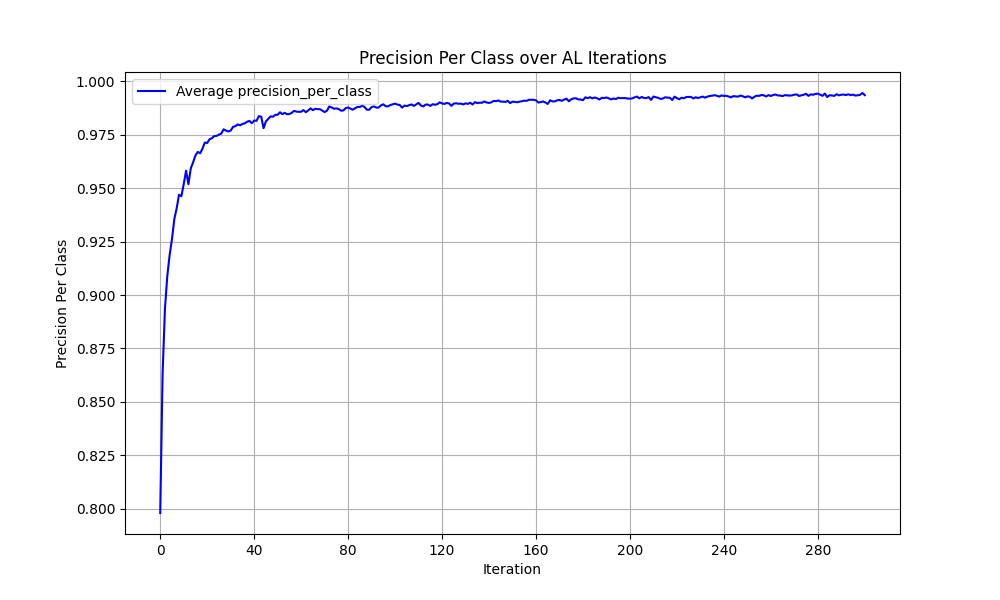 Precision Per Class over AL Iterations
Average precision_per_class
Precision Per Class
1.000
0.975
0.950
0.925
0.900
0.875
0.850
0.825
0.800
0 40 80 120 160 200 240 280
Iteration